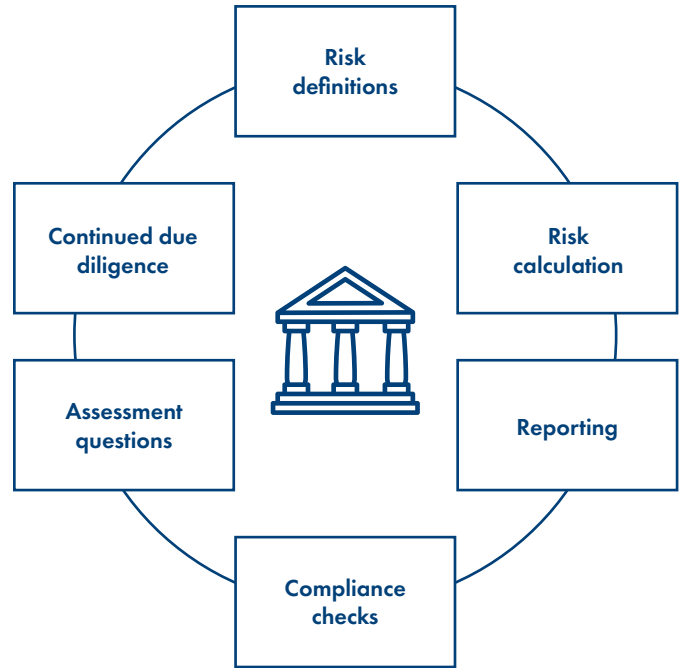 Risk
definitions
Risk
calculation
Reporting
Compliance
checks
Assessment
questions
Continued due
diligence